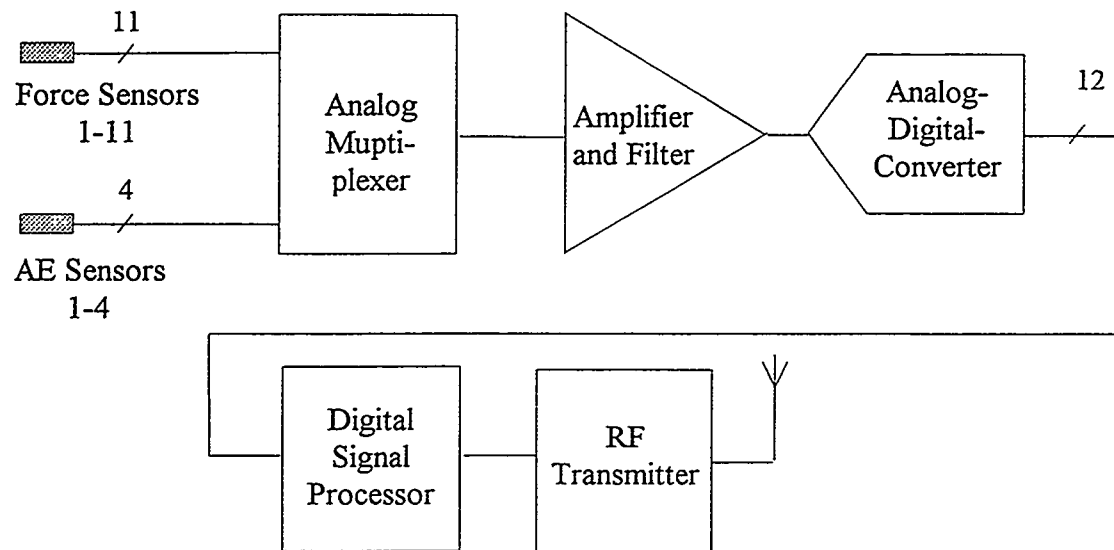 11
Force Sensors
1-11
4
AE Sensors
1-4
Analog
Mupti-
plexer
Amplifier
and Filter
Analog-
Digital-
Converter
12
Digital
Signal
Processor
RF
Transmitter